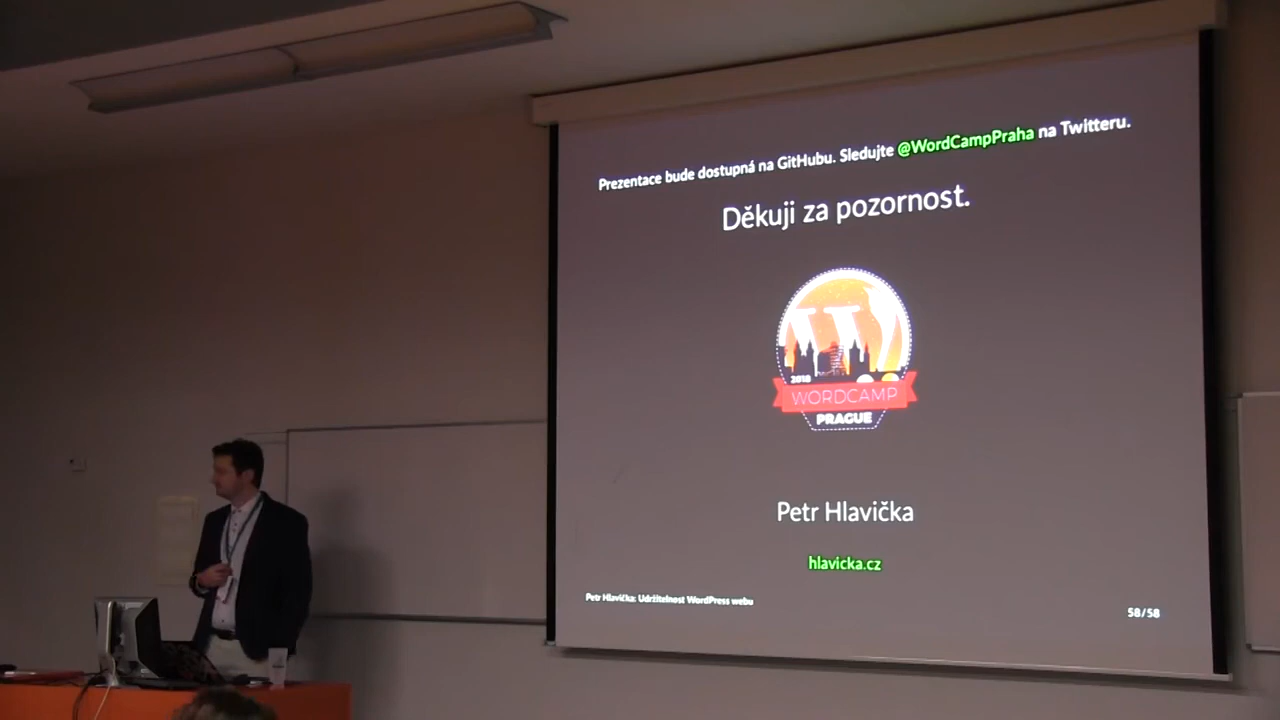 Prezentace bude dostupná na GitHubu. Sledujte @WordCampPraha na Twitteru.
Děkuji za pozornost.
W
2018
WORDCAMP
PRAGUE
Petr Hlavička
hlavicka.cz
Petr Hlavička: Udržitelnost WordPress webu
58/58